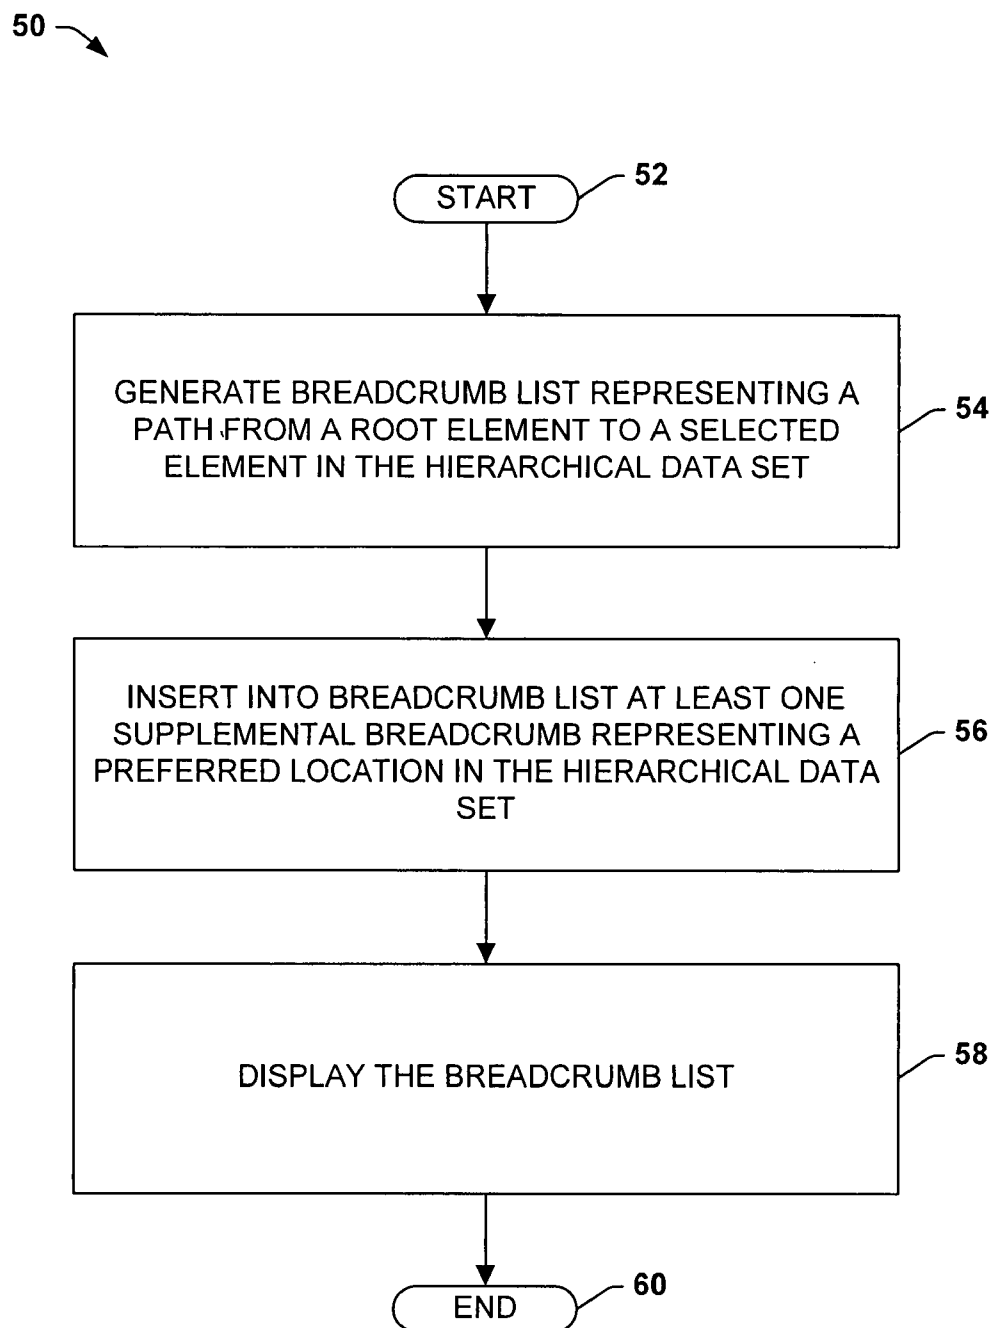 50
START
52
GENERATE BREADCRUMB LIST REPRESENTING A
PATH FROM A ROOT ELEMENT TO A SELECTED
ELEMENT IN THE HIERARCHICAL DATA SET
54
INSERT INTO BREADCRUMB LIST AT LEAST ONE
SUPPLEMENTAL BREADCRUMB REPRESENTING A
PREFERRED LOCATION IN THE HIERARCHICAL DATA
SET
56
DISPLAY THE BREADCRUMB LIST
58
END
60